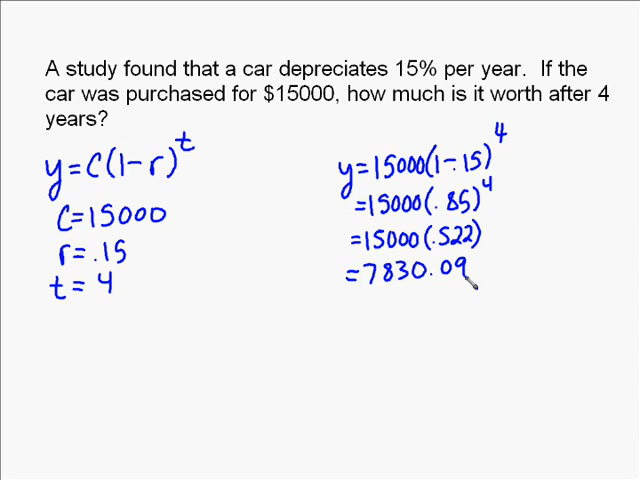 A study found that a car depreciates 15% per year. If the
car was purchased for $15000, how much is it worth after 4
years?
y=C(1-r)^t
C=15000
r=.15
t=4
y=15000(1-.15)^4
=15000(.85)^4
=15000(.522)
=7830.09